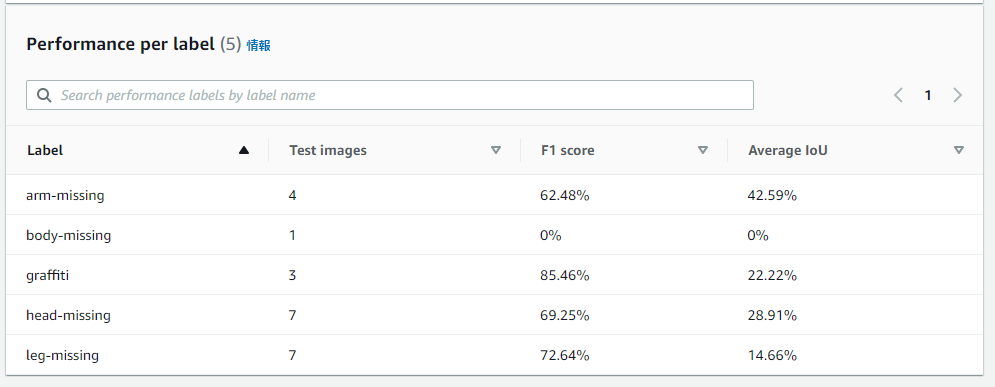 Performance per label (5) 情報
Search performance labels by label name
1
Label Test images F1 score Average IoU
arm-missing 4 62.48% 42.59%
body-missing 1 0% 0%
graffiti 3 85.46% 22.22%
head-missing 7 69.25% 28.91%
leg-missing 7 72.64% 14.66%